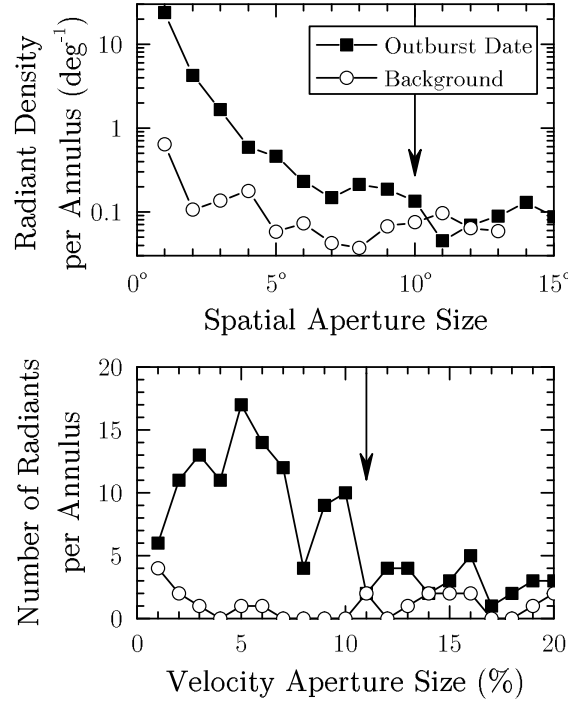 Radiant Density
per Annulus (deg⁻¹)
10
1
0.1
Outburst Date
Background
0° 5° 10° 15°
Spatial Aperture Size
Number of Radiants
per Annulus
20
15
10
5
0
0 5 10 15 20
Velocity Aperture Size (%)